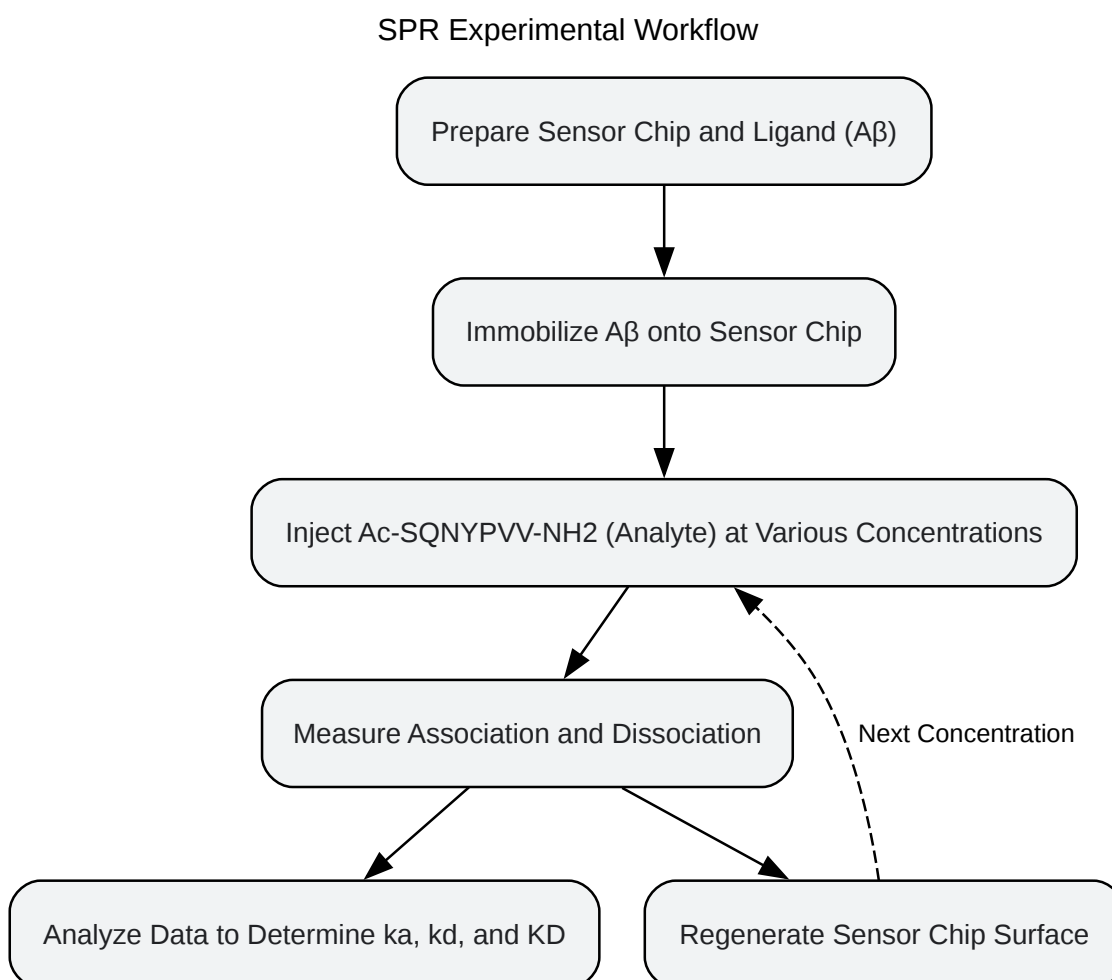 SPR Experimental Workflow
Prepare Sensor Chip and Ligand (Aβ)
Immobilize Aβ onto Sensor Chip
Inject Ac-SQNYPVV-NH2 (Analyte) at Various Concentrations
Measure Association and Dissociation
Next Concentration
Analyze Data to Determine ka, kd, and KD
Regenerate Sensor Chip Surface